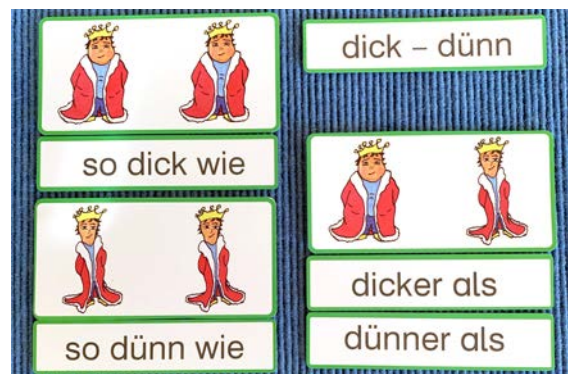 dick – dünn
so dick wie
so dünn wie
dicker als
dünner als